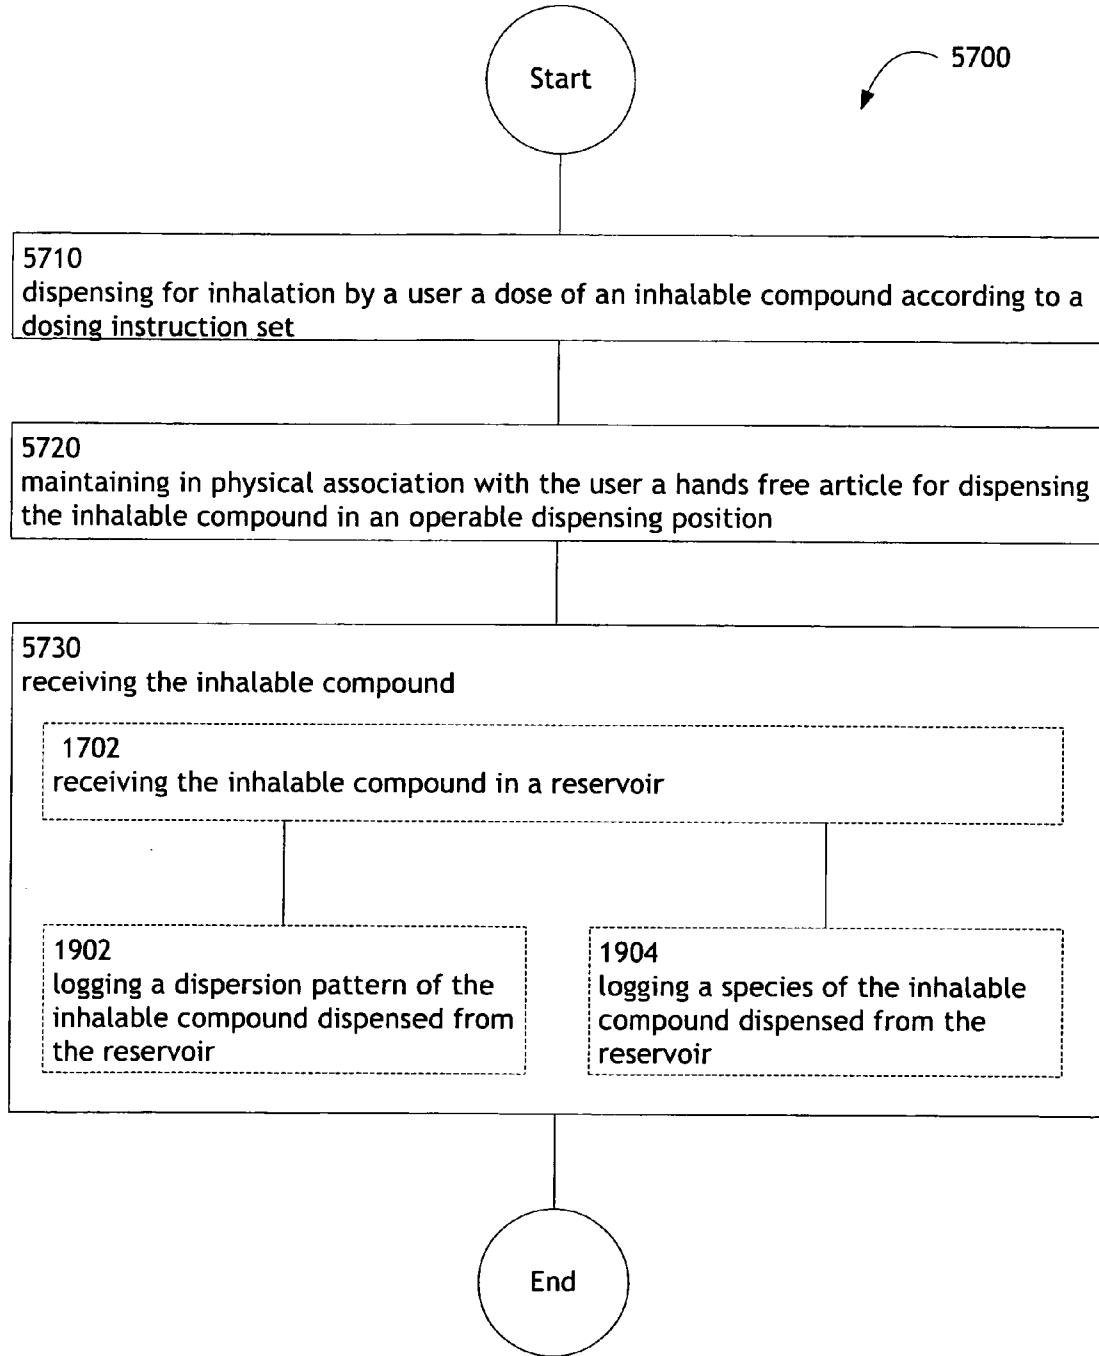 Start
5700
5710
dispensing for inhalation by a user a dose of an inhalable compound according to a
dosing instruction set
5720
maintaining in physical association with the user a hands free article for dispensing
the inhalable compound in an operable dispensing position
5730
receiving the inhalable compound
1702
receiving the inhalable compound in a reservoir
1902
logging a dispersion pattern of the
inhalable compound dispensed from
the reservoir
1904
logging a species of the inhalable
compound dispensed from the
reservoir
End